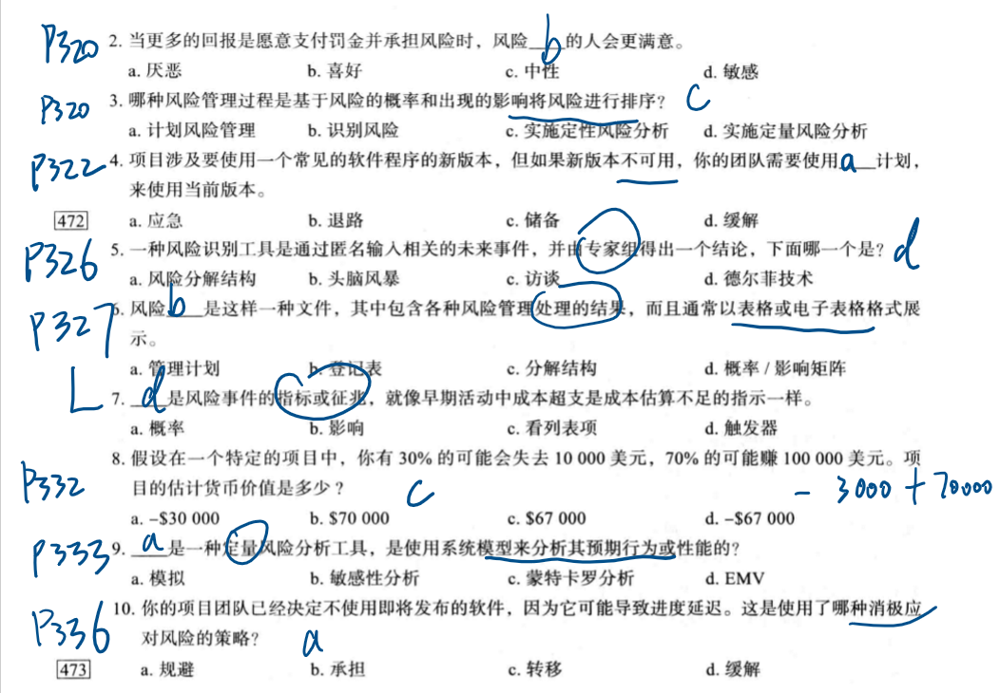 P320 2. 当更多的回报是愿意支付罚金并承担风险时，风险 b 的人会更满意。
a. 厌恶 b. 喜好 c. 中性 d. 敏感
P320 3. 哪种风险管理过程是基于风险的概率和出现的影响将风险进行排序? C
a. 计划风险管理 b. 识别风险 c. 实施定性风险分析 d. 实施定量风险分析
P322 4. 项目涉及要使用一个常见的软件程序的新版本，但如果新版本不可用，你的团队需要使用 a 计划，
来使用当前版本。
472 a. 应急 b. 退路 c. 储备 d. 缓解
P326 5. 一种风险识别工具是通过匿名输入相关的未来事件，并由专家组得出一个结论，下面哪一个是? d
a. 风险分解结构 b. 头脑风暴 c. 访谈 d. 德尔菲技术
P327 6. 风险 b 是这样一种文件，其中包含各种风险管理处理的结果，而且通常以表格或电子表格格式展
示。
a. 管理计划 b. 登记表 c. 分解结构 d. 概率 / 影响矩阵
7. d 是风险事件的指标或征兆，就像早期活动中成本超支是成本估算不足的指示一样。
a. 概率 b. 影响 c. 看列表项 d. 触发器
8. 假设在一个特定的项目中，你有 30% 的可能会失去 10 000 美元，70% 的可能赚 100 000 美元。项
P332 目的估计货币价值是多少？ C - 3000 + 70000
a. –$30 000 b. $70 000 c. $67 000 d. –$67 000
P333 9. a 是一种定量风险分析工具，是使用系统模型来分析其预期行为或性能的?
a. 模拟 b. 敏感性分析 c. 蒙特卡罗分析 d. EMV
10. 你的项目团队已经决定不使用即将发布的软件，因为它可能导致进度延迟。这是使用了哪种消极应
P336 对风险的策略? a
473 a. 规避 b. 承担 c. 转移 d. 缓解